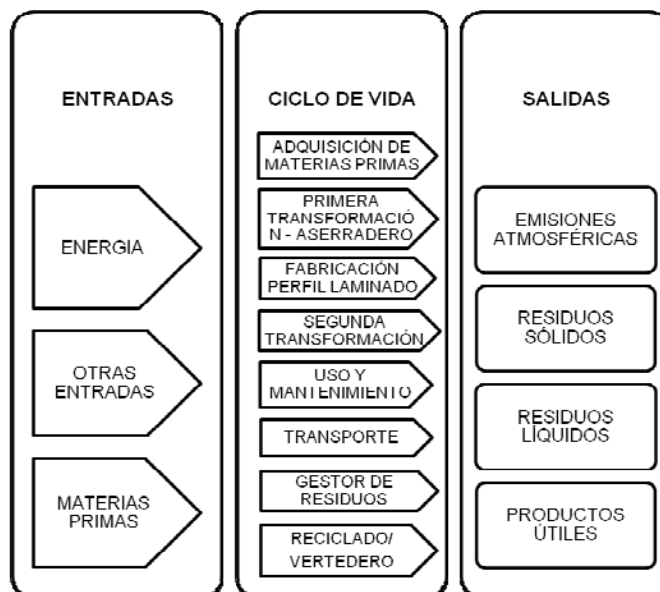 ENTRADAS
ENERGIA
OTRAS
ENTRADAS
MATERIAS
PRIMAS
CICLO DE VIDA
ADQUISICIÓN DE
MATERIAS PRIMAS
PRIMERA
TRANSFORMACIÓ
N - ASERRADERO
FABRICACIÓN
PERFIL LAMINADO
SEGUNDA
TRANSFORMACIÓN
USO Y
MANTENIMIENTO
TRANSPORTE
GESTOR DE
RESIDUOS
RECICLADO/
VERTEDERO
SALIDAS
EMISIONES
ATMOSFÉRICAS
RESIDUOS
SÓLIDOS
RESIDUOS
LÍQUIDOS
PRODUCTOS
ÚTILES